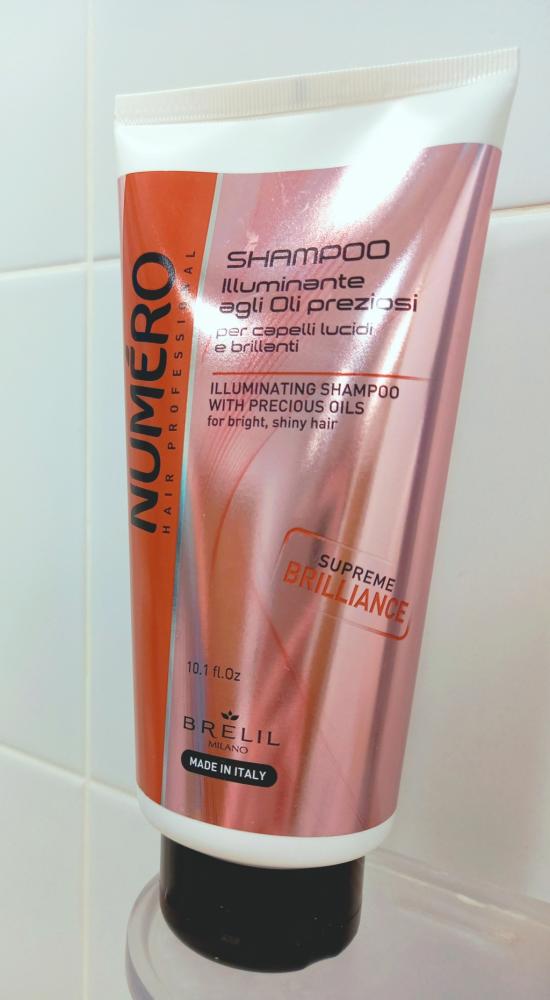 NUMÉRO
HAIR PROFESSIONAL
SHAMPOO
Illuminante
agli Oli preziosi
per capelli lucidi
e brillanti
ILLUMINATING SHAMPOO
WITH PRECIOUS OILS
for bright, shiny hair
SUPREME
BRILLIANCE
10.1 fl.Oz
BRELIL
MILANO
MADE IN ITALY